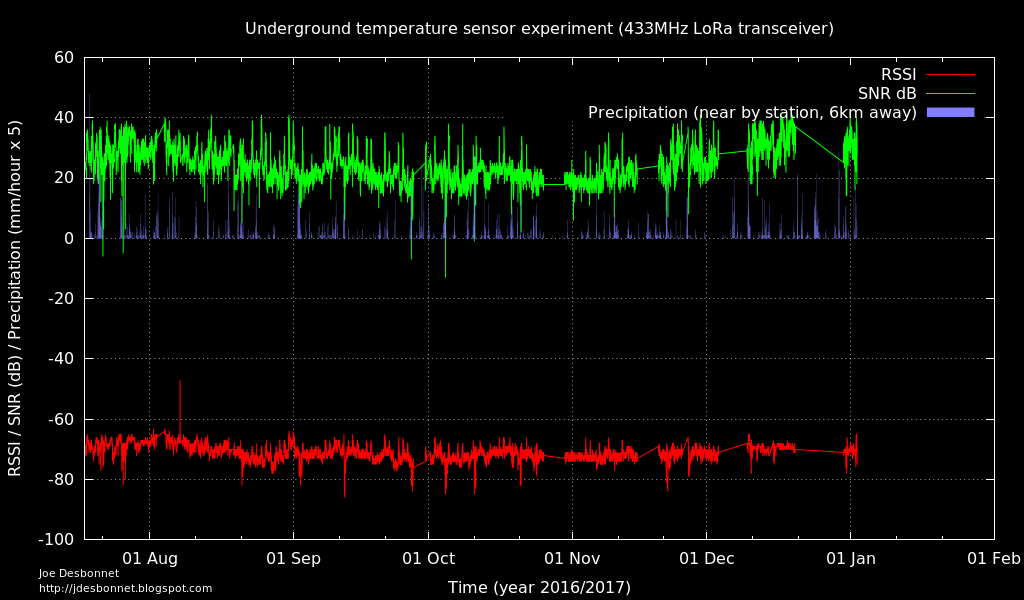 Underground temperature sensor experiment (433MHz LoRa transceiver)
RSSI
SNR dB
Precipitation (near by station, 6km away)
RSSI / SNR (dB) / Precipitation (mm/hour x 5)
60
40
20
0
-20
-40
-60
-80
-100
01 Aug
01 Sep
01 Oct
01 Nov
01 Dec
01 Jan
01 Feb
Time (year 2016/2017)
Joe Desbonnet
http://jdesbonnet.blogspot.com